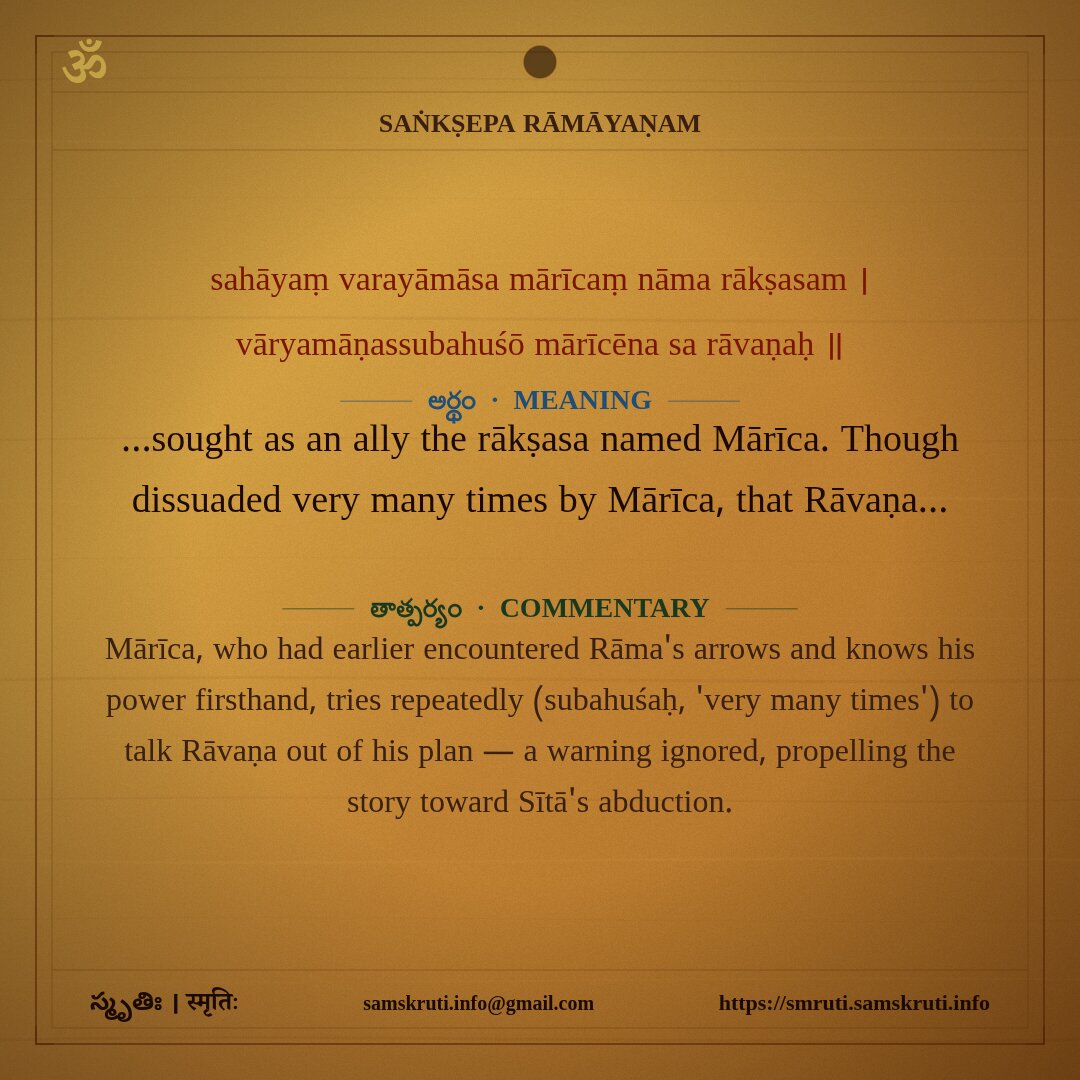 ॐ
SAṄKṢEPA RĀMĀYAṆAM
sahāyaṃ varayāmāsa mārīcaṃ nāma rākṣasam |
vāryamāṇassubahuśō mārīcēna sa rāvaṇaḥ ||
అర్థం · MEANING
...sought as an ally the rākṣasa named Mārīca. Though
dissuaded very many times by Mārīca, that Rāvaṇa...
తాత్పర్యం · COMMENTARY
Mārīca, who had earlier encountered Rāma's arrows and knows his
power firsthand, tries repeatedly (subahuśaḥ, 'very many times') to
talk Rāvaṇa out of his plan — a warning ignored, propelling the
story toward Sītā's abduction.
స్మృతిః | स्मृतिः samskruti.info@gmail.com https://smruti.samskruti.info